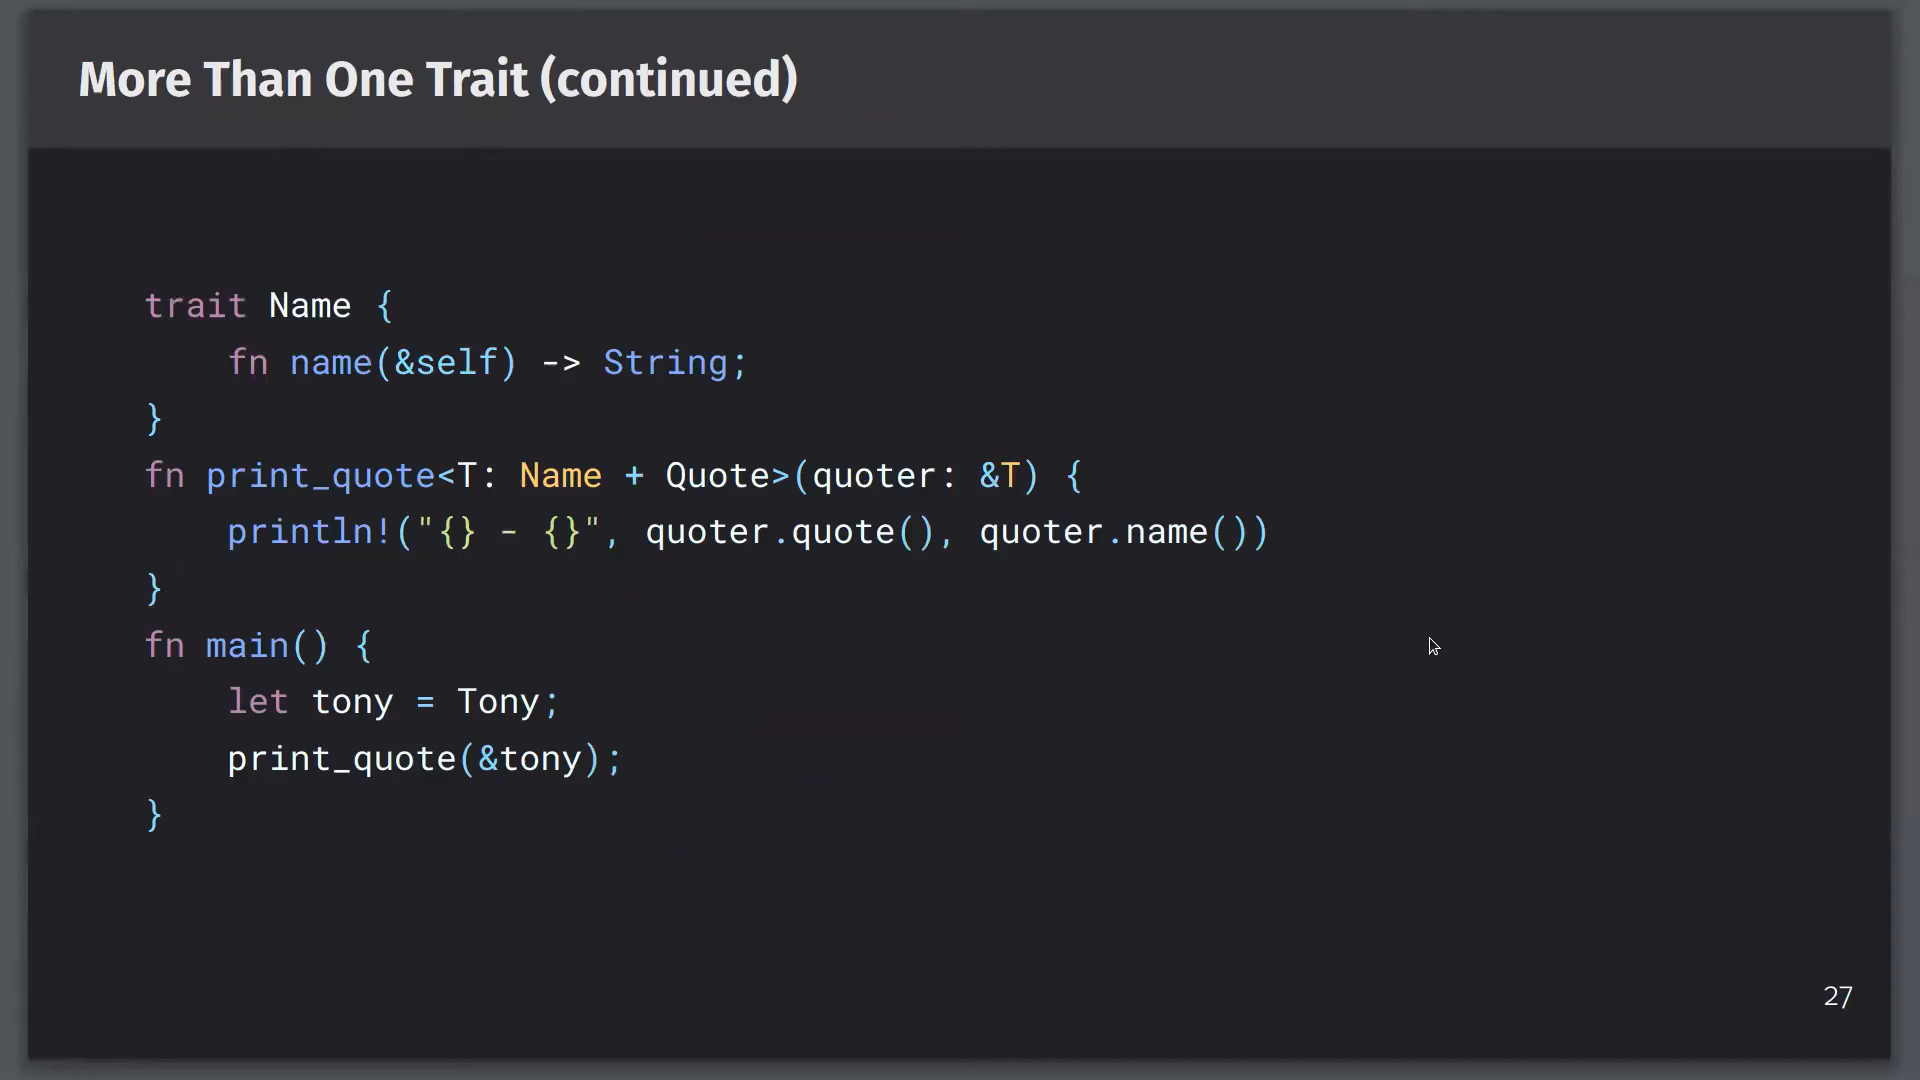 More Than One Trait (continued)
trait Name {
    fn name(&self) -> String;
}
fn print_quote<T: Name + Quote>(quoter: &T) {
    println!("{} - {}", quoter.quote(), quoter.name())
}
fn main() {
    let tony = Tony;
    print_quote(&tony);
}
27